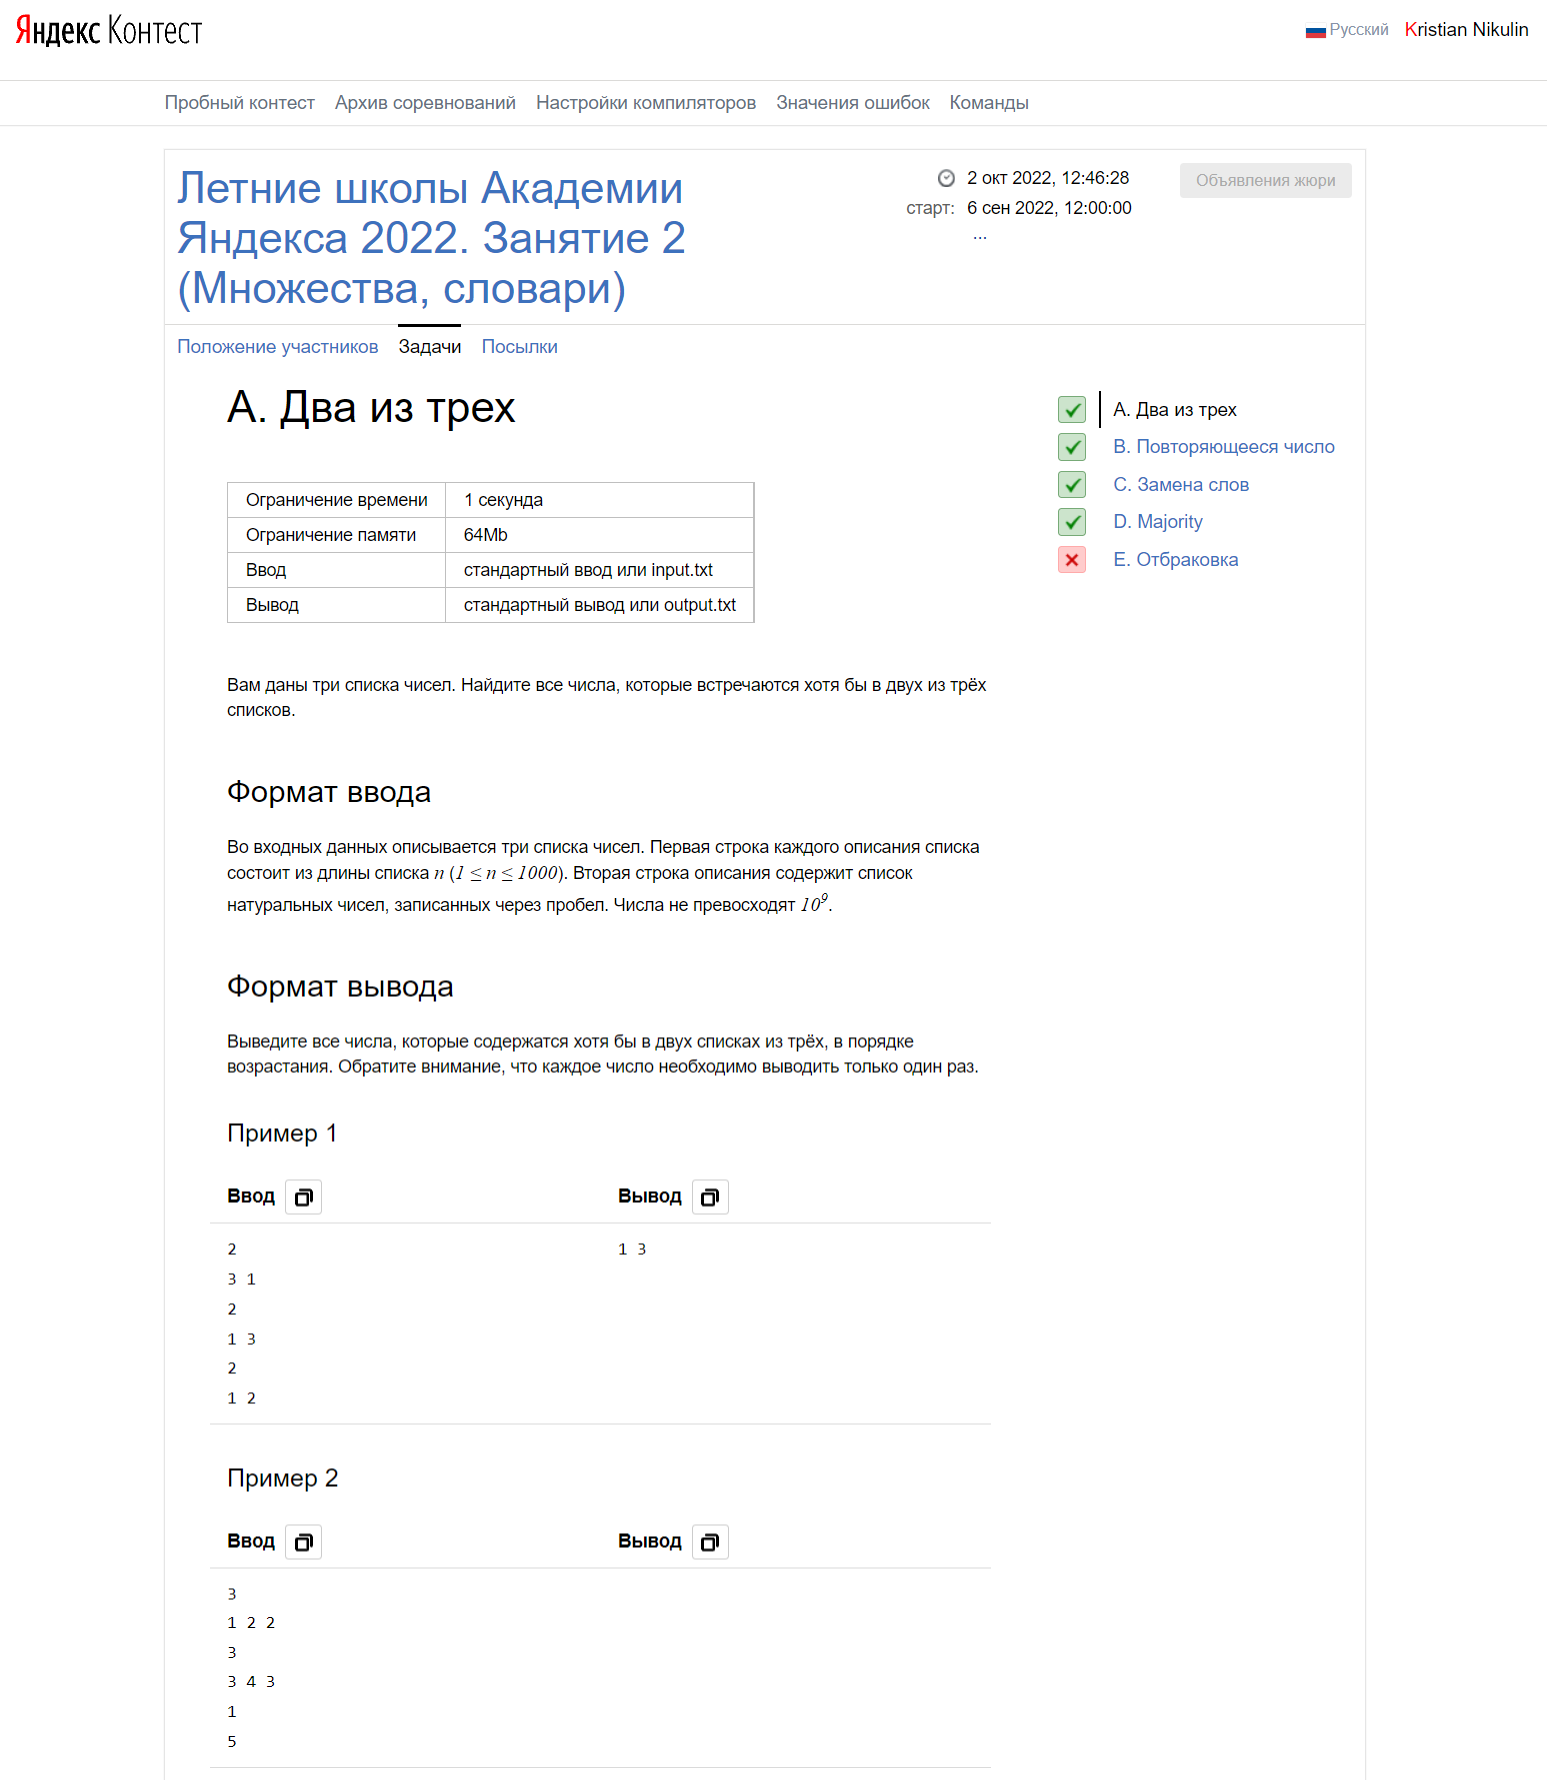 Яндекс Контест
Русский Kristian Nikulin
Пробный контест Архив соревнований Настройки компиляторов Значения ошибок Команды
Летние школы Академии
Яндекса 2022. Занятие 2
(Множества, словари)
2 окт 2022, 12:46:28
старт: 6 сен 2022, 12:00:00
...
Объявления жюри
Положение участников Задачи Посылки
A. Два из трех
A. Два из трех
B. Повторяющееся число
C. Замена слов
D. Majority
E. Отбраковка
Ограничение времени 1 секунда
Ограничение памяти 64Mb
Ввод стандартный ввод или input.txt
Вывод стандартный вывод или output.txt
Вам даны три списка чисел. Найдите все числа, которые встречаются хотя бы в двух из трёх
списков.
Формат ввода
Во входных данных описывается три списка чисел. Первая строка каждого описания списка
состоит из длины списка n (1 ≤ n ≤ 1000). Вторая строка описания содержит список
натуральных чисел, записанных через пробел. Числа не превосходят 10⁹.
Формат вывода
Выведите все числа, которые содержатся хотя бы в двух списках из трёх, в порядке
возрастания. Обратите внимание, что каждое число необходимо выводить только один раз.
Пример 1
Ввод Вывод
2 1 3
3 1
2
1 3
2
1 2
Пример 2
Ввод Вывод
3
1 2 2
3
3 4 3
1
5